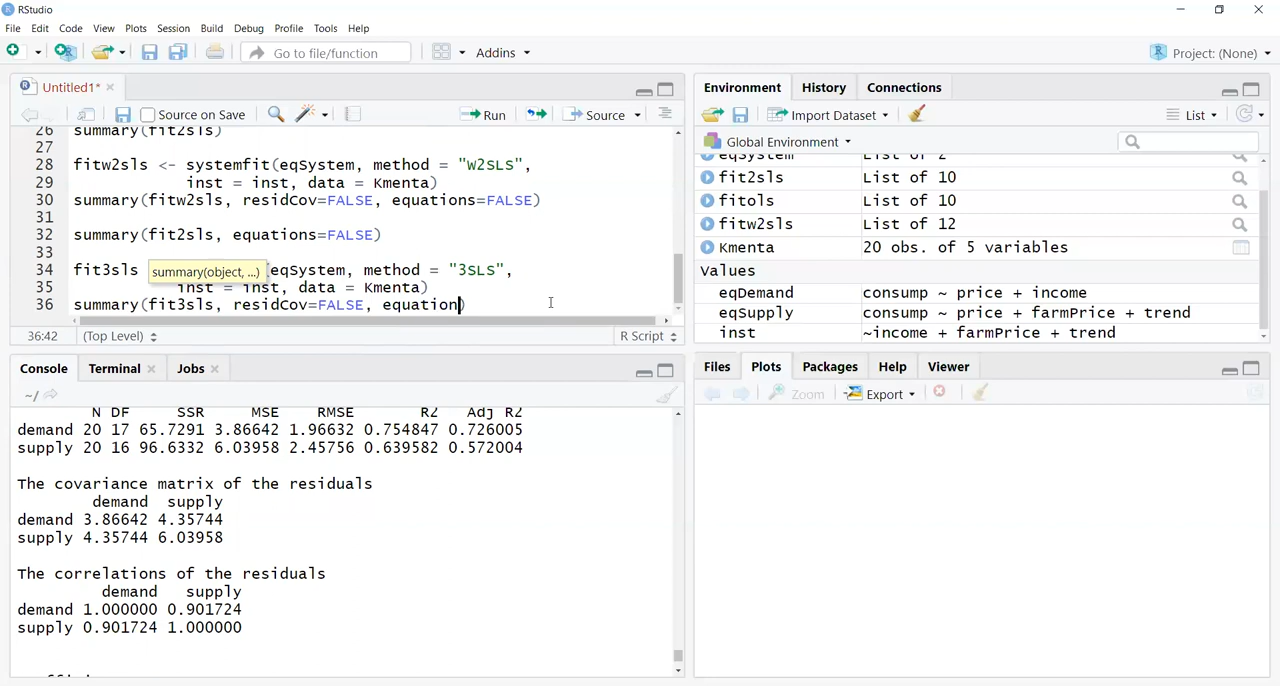 RStudio
File Edit Code View Plots Session Build Debug Profile Tools Help
Go to file/function
Addins
Project: (None)
Untitled1*
Source on Save
Run
Source
26 summary(fit2sls)
27
28 fitw2sls <- systemfit(eqSystem, method = "W2SLS",
29 inst = inst, data = Kmenta)
30 summary(fitw2sls, residCov=FALSE, equations=FALSE)
31
32 summary(fit2sls, equations=FALSE)
33
34 fit3sls (eqSystem, method = "3SLS",
summary(object, ...)
35 inst = inst, data = Kmenta)
36 summary(fit3sls, residCov=FALSE, equation)
36:42 (Top Level) R Script
Console Terminal Jobs
~/
N DF SSR MSE RMSE R2 Adj R2
demand 20 17 65.7291 3.86642 1.96632 0.754847 0.726005
supply 20 16 96.6332 6.03958 2.45756 0.639582 0.572004
The covariance matrix of the residuals
demand supply
demand 3.86642 4.35744
supply 4.35744 6.03958
The correlations of the residuals
demand supply
demand 1.000000 0.901724
supply 0.901724 1.000000
Environment History Connections
Import Dataset List
Global Environment
eqSystem List of 2
fit2sls List of 10
fitols List of 10
fitw2sls List of 12
Kmenta 20 obs. of 5 variables
Values
eqDemand consump ~ price + income
eqSupply consump ~ price + farmPrice + trend
inst ~income + farmPrice + trend
Files Plots Packages Help Viewer
Zoom Export